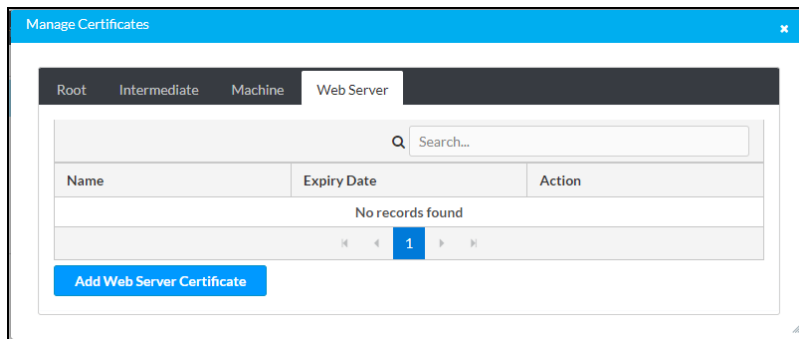 Manage Certificates
Root Intermediate Machine Web Server
Search...
Name Expiry Date Action
No records found
1
Add Web Server Certificate